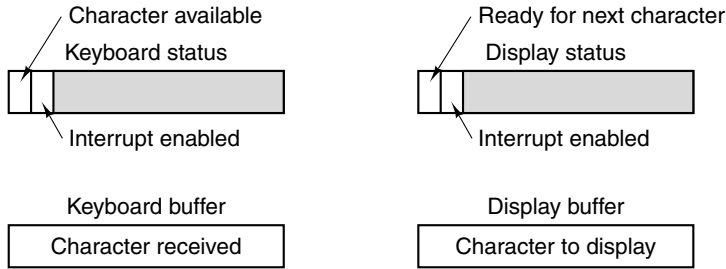 Character available
Keyboard status
Interrupt enabled
Keyboard buffer
Character received
Ready for next character
Display status
Interrupt enabled
Display buffer
Character to display